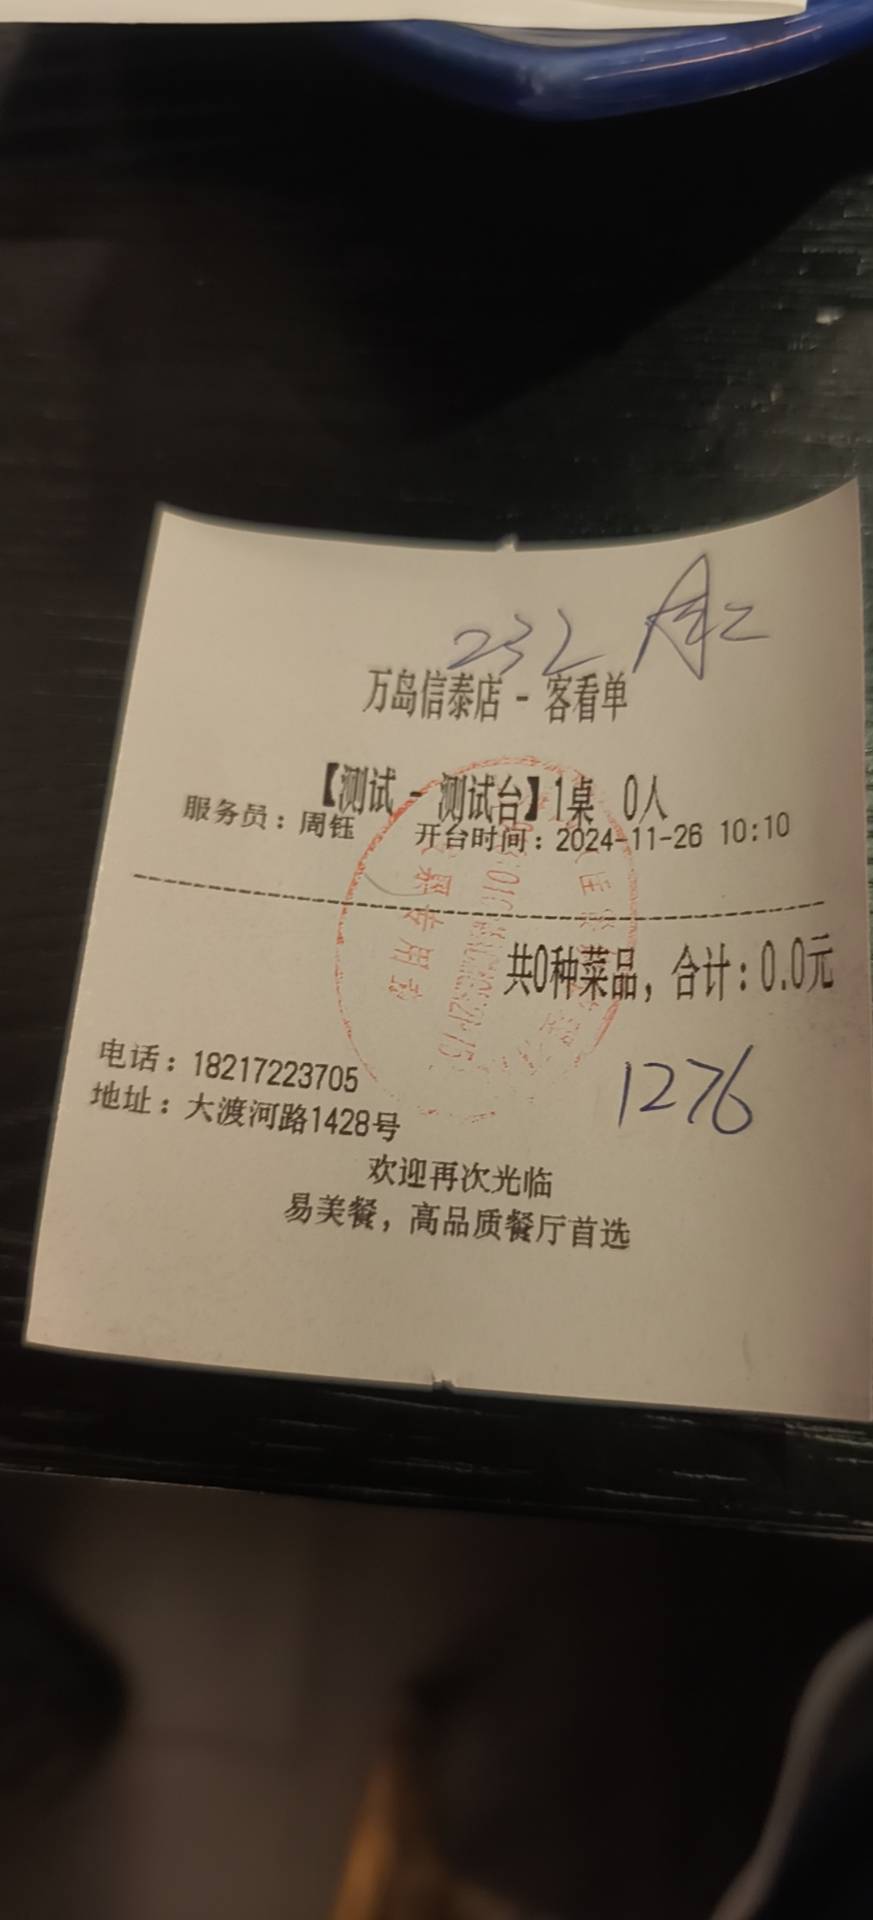 232
万岛信泰店 - 客看单
【测试 - 测试台】1桌 0人
服务员：周钰 开台时间：2024-11-26 10:10
共0种菜品，合计：0.0元
1276
电话：18217223705
地址：大渡河路1428号
欢迎再次光临
易美餐，高品质餐厅首选